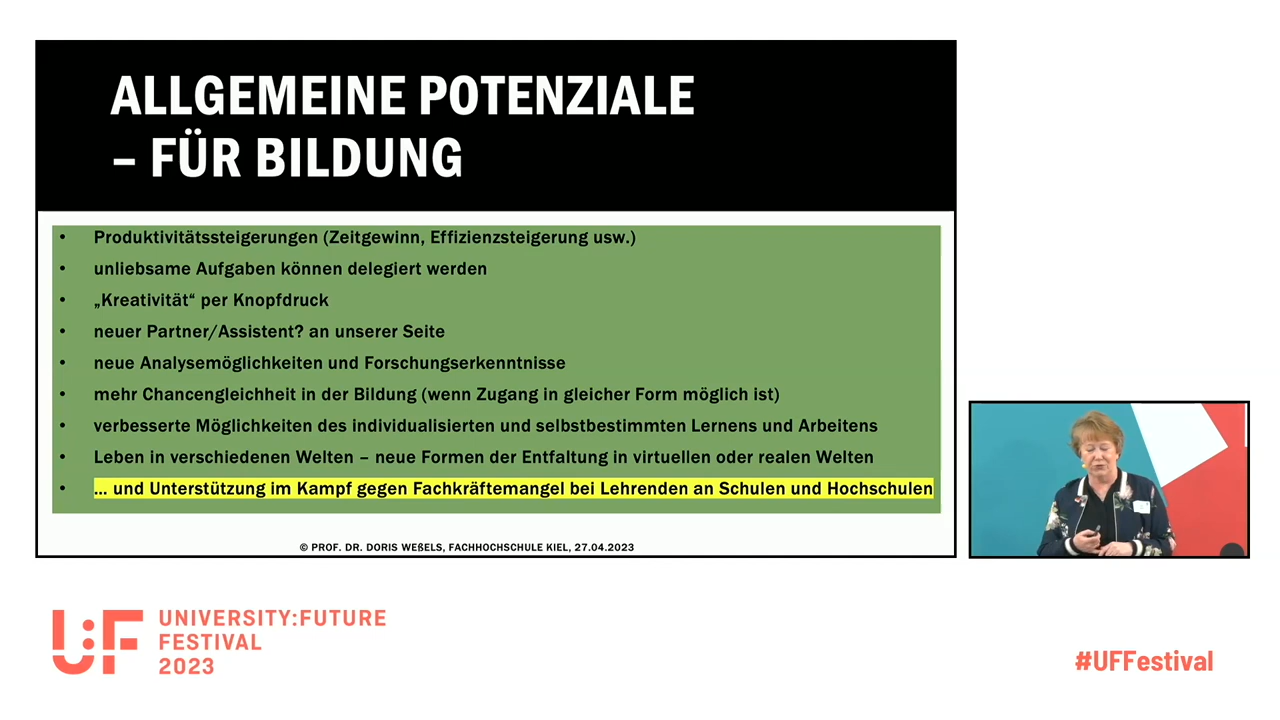 ALLGEMEINE POTENZIALE
– FÜR BILDUNG
• Produktivitätssteigerungen (Zeitgewinn, Effizienzsteigerung usw.)
• unliebsame Aufgaben können delegiert werden
• „Kreativität“ per Knopfdruck
• neuer Partner/Assistent? an unserer Seite
• neue Analysemöglichkeiten und Forschungserkenntnisse
• mehr Chancengleichheit in der Bildung (wenn Zugang in gleicher Form möglich ist)
• verbesserte Möglichkeiten des individualisierten und selbstbestimmten Lernens und Arbeitens
• Leben in verschiedenen Welten – neue Formen der Entfaltung in virtuellen oder realen Welten
• ... und Unterstützung im Kampf gegen Fachkräftemangel bei Lehrenden an Schulen und Hochschulen
© PROF. DR. DORIS WEßELS, FACHHOCHSCHULE KIEL, 27.04.2023
U:F
UNIVERSITY:FUTURE
FESTIVAL
2023
#UFFestival